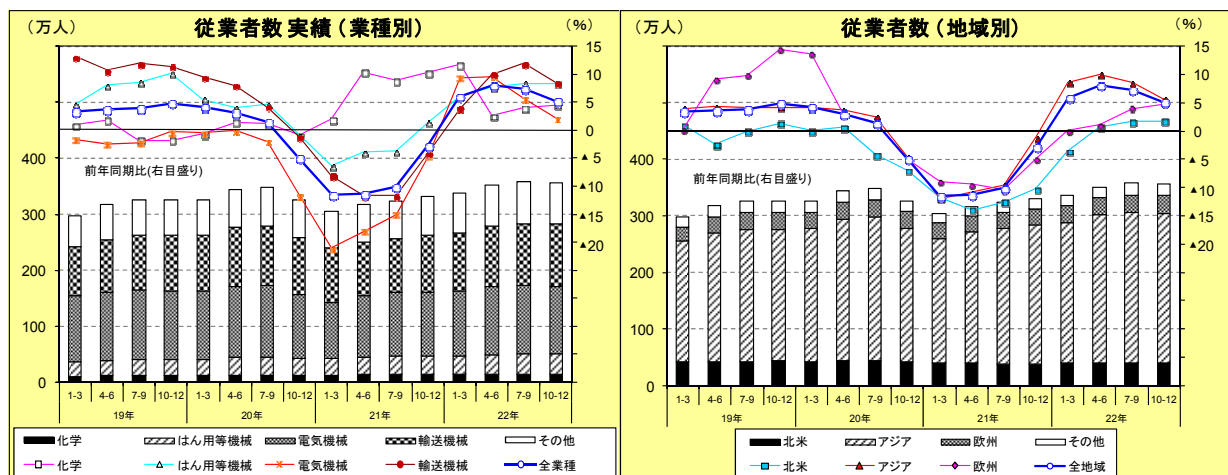 (万人) 従業者数 実績 (業種別) (%)
15
10
5
0
▲5
▲10
▲15
▲20
400
300
200
100
0
前年同期比(右目盛り)
1-3 4-6 7-9 10-12 1-3 4-6 7-9 10-12 1-3 4-6 7-9 10-12 1-3 4-6 7-9 10-12
19年 20年 21年 22年
化学 はん用等機械 電気機械 輸送機械 その他
化学 はん用等機械 電気機械 輸送機械 全業種
(万人) 従業者数 (地域別) (%)
15
10
5
0
▲5
▲10
▲15
▲20
400
300
200
100
0
前年同期比(右目盛り)
1-3 4-6 7-9 10-12 1-3 4-6 7-9 10-12 1-3 4-6 7-9 10-12 1-3 4-6 7-9 10-12
19年 20年 21年 22年
北米 アジア 欧州 その他
北米 アジア 欧州 全地域